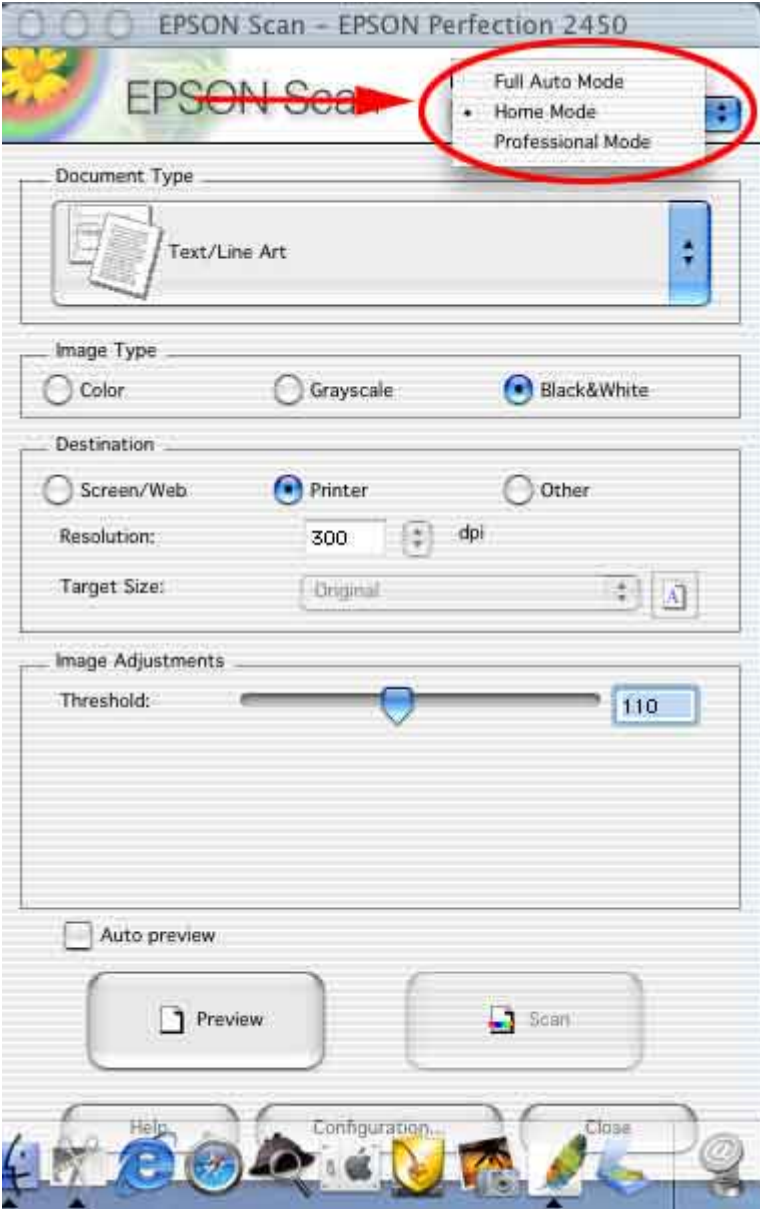 EPSON Scan - EPSON Perfection 2450
EPSON Scan
Full Auto Mode
• Home Mode
Professional Mode
Document Type
Text/Line Art
Image Type
Color Grayscale Black&White
Destination
Screen/Web Printer Other
Resolution: 300 dpi
Target Size: Original A
Image Adjustments
Threshold: 110
Auto preview
Preview Scan
Help Configuration... Close